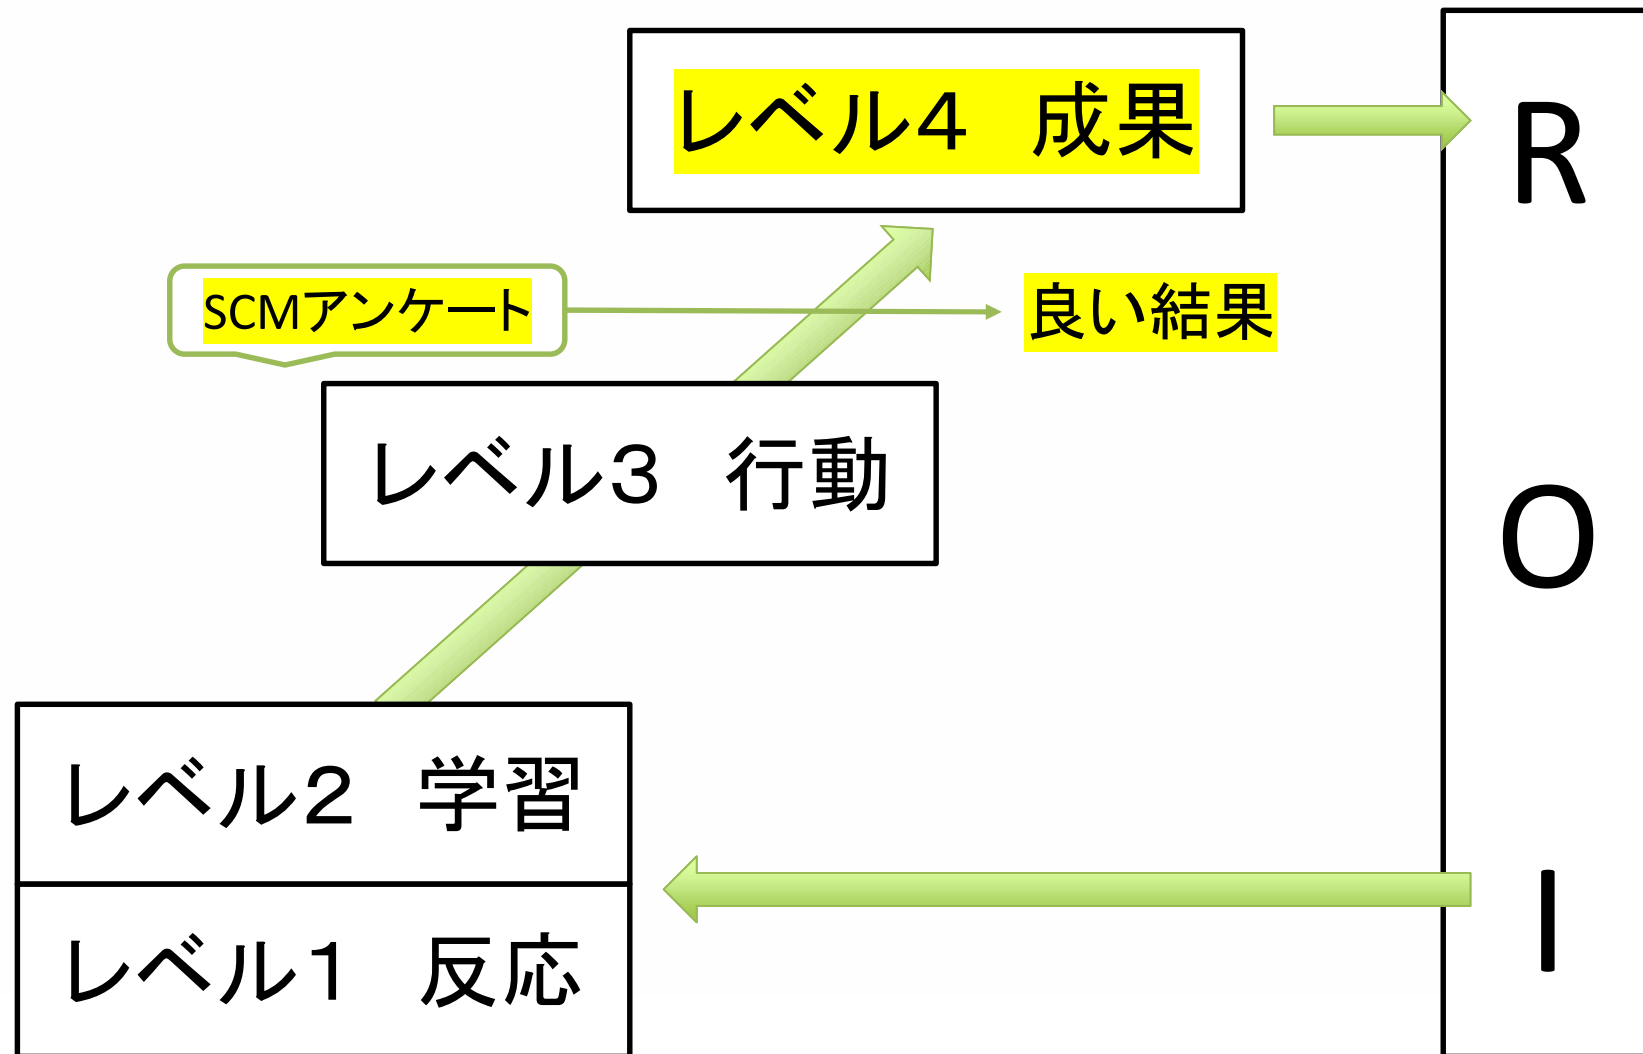 レベル4　成果
SCMアンケート
良い結果
レベル3　行動
レベル2　学習
レベル1　反応
R
O
I